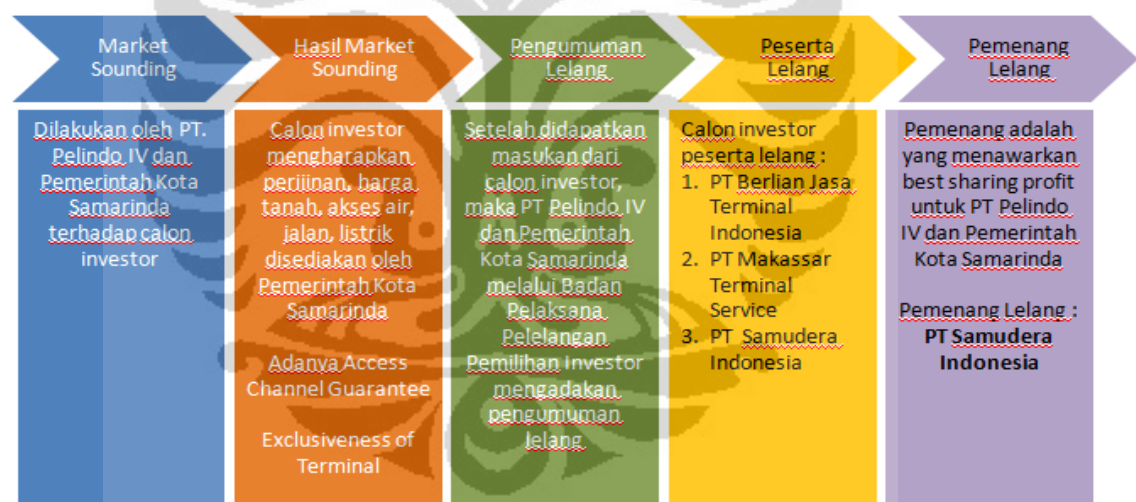 Market
Sounding
Hasil Market
Sounding
Pengumuman
Lelang
Peserta
Lelang
Pemenang
Lelang
Dilakukan oleh PT.
Pelindo IV dan
Pemerintah Kota
Samarinda
terhadap calon
investor
Calon investor
mengharapkan
perijinan, harga
tanah, akses air,
jalan, listrik
disediakan oleh
Pemerintah Kota
Samarinda
Adanya Access
Channel Guarantee
Exclusiveness of
Terminal
Setelah didapatkan
masukan dari
calon investor,
maka PT Pelindo IV
dan Pemerintah
Kota Samarinda
melalui Badan
Pelaksana
Pelelangan
Pemilihan Investor
mengadakan
pengumuman
lelang
Calon investor
peserta lelang :
1. PT Berlian Jasa
Terminal
Indonesia
2. PT Makassar
Terminal
Service
3. PT Samudera
Indonesia
Pemenang adalah
yang menawarkan
best sharing profit
untuk PT Pelindo
IV dan Pemerintah
Kota Samarinda
Pemenang Lelang :
PT Samudera
Indonesia